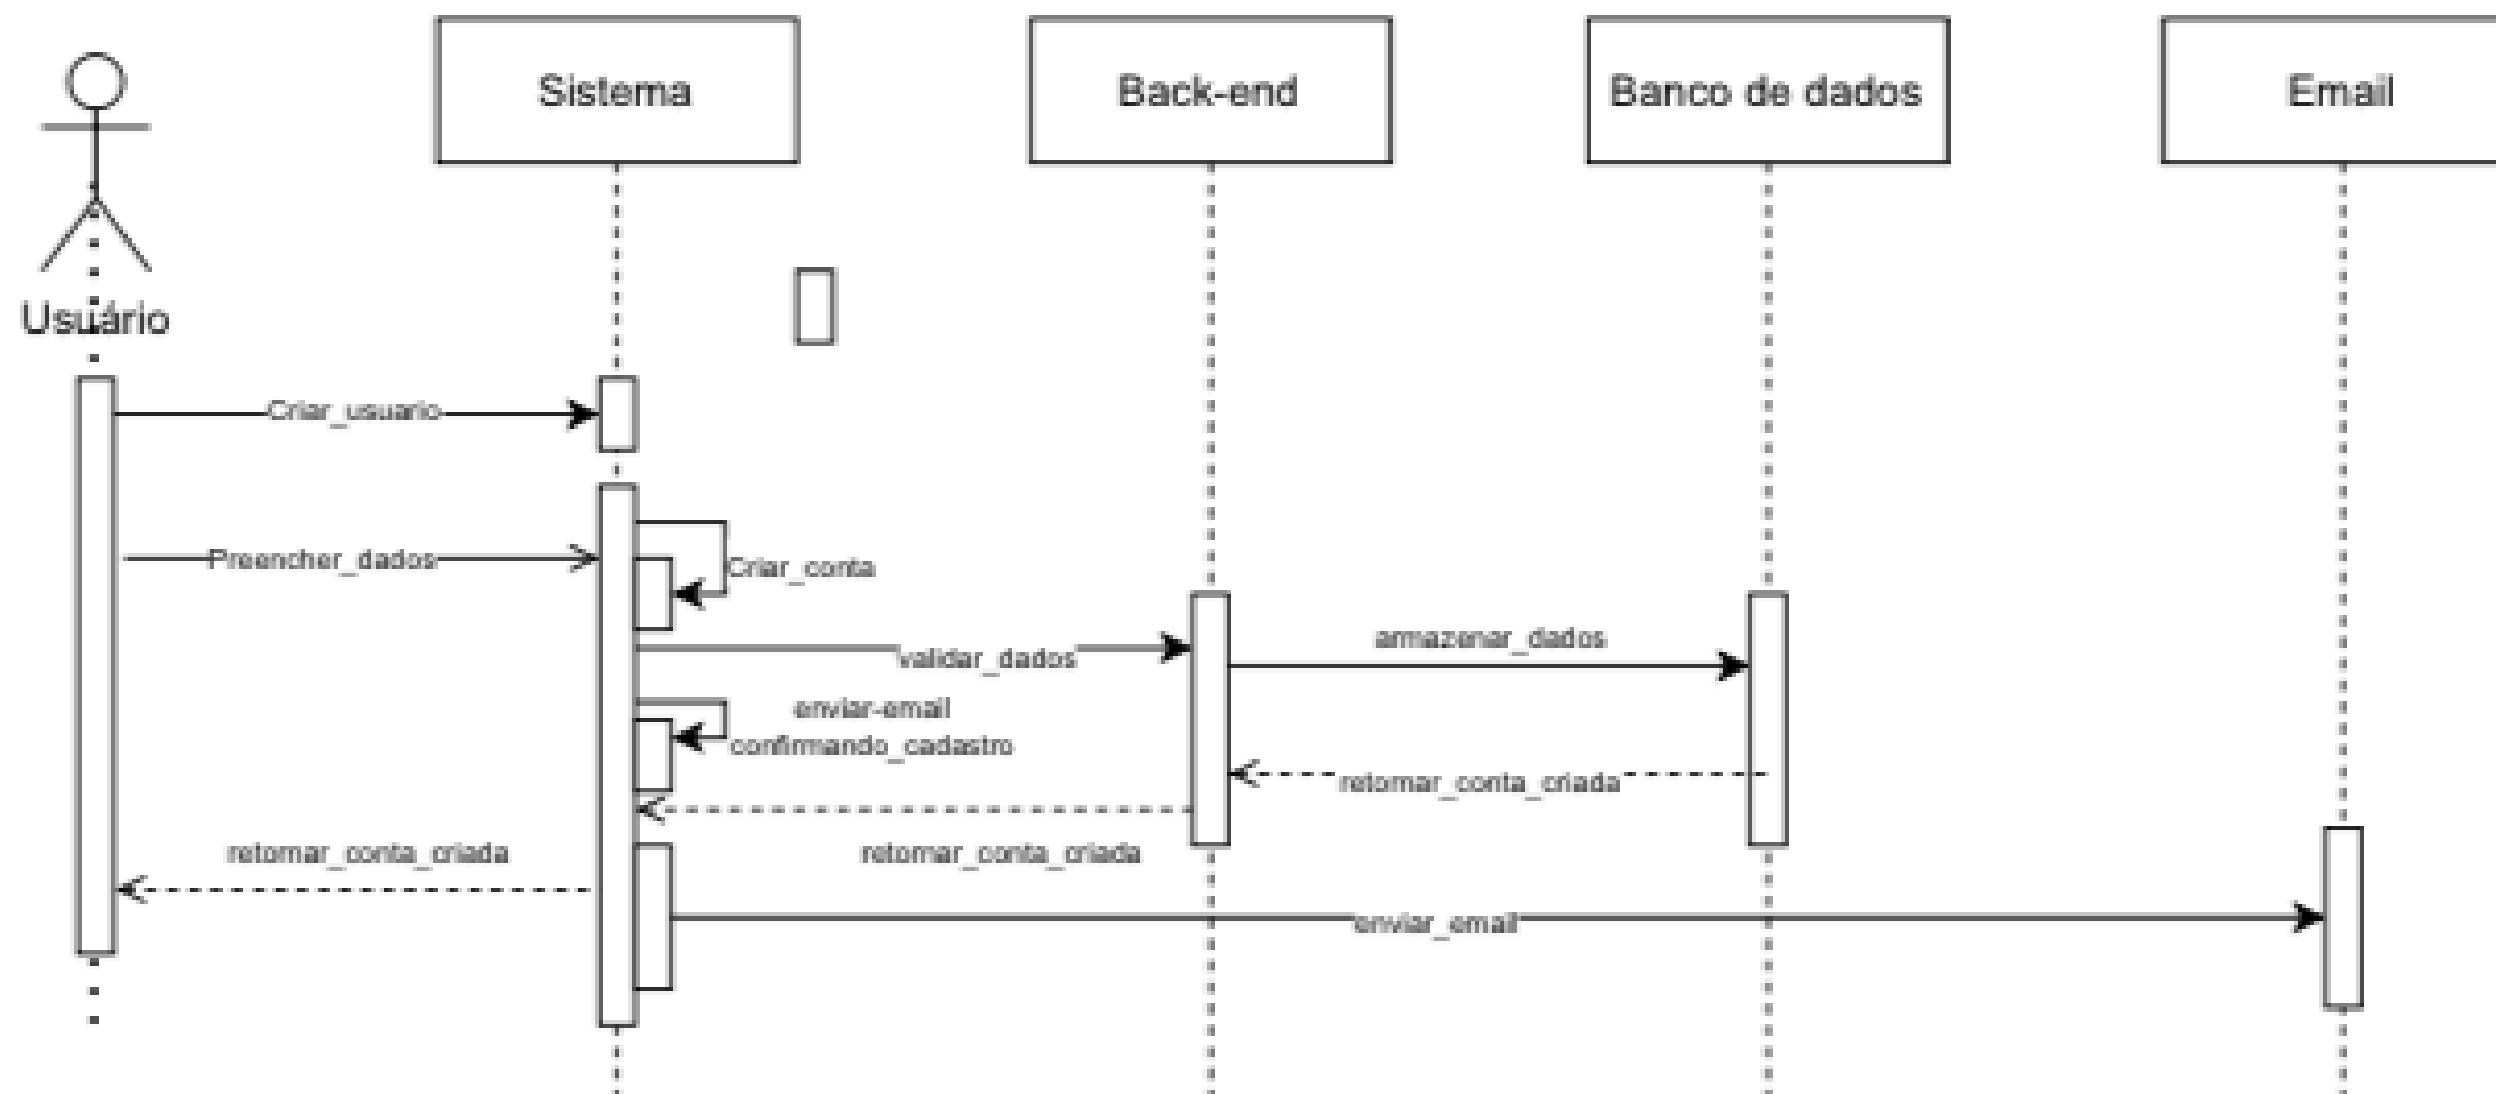 Sistema
Back-end
Banco de dados
Email
Usuário
Criar_usuario
Preencher_dados
Criar_conta
armazenar_dados
validar_dados
enviar-email
confirmando_cadastro
retornar_conta_criada
retornar_conta_criada
retornar_conta_criada
enviar_email